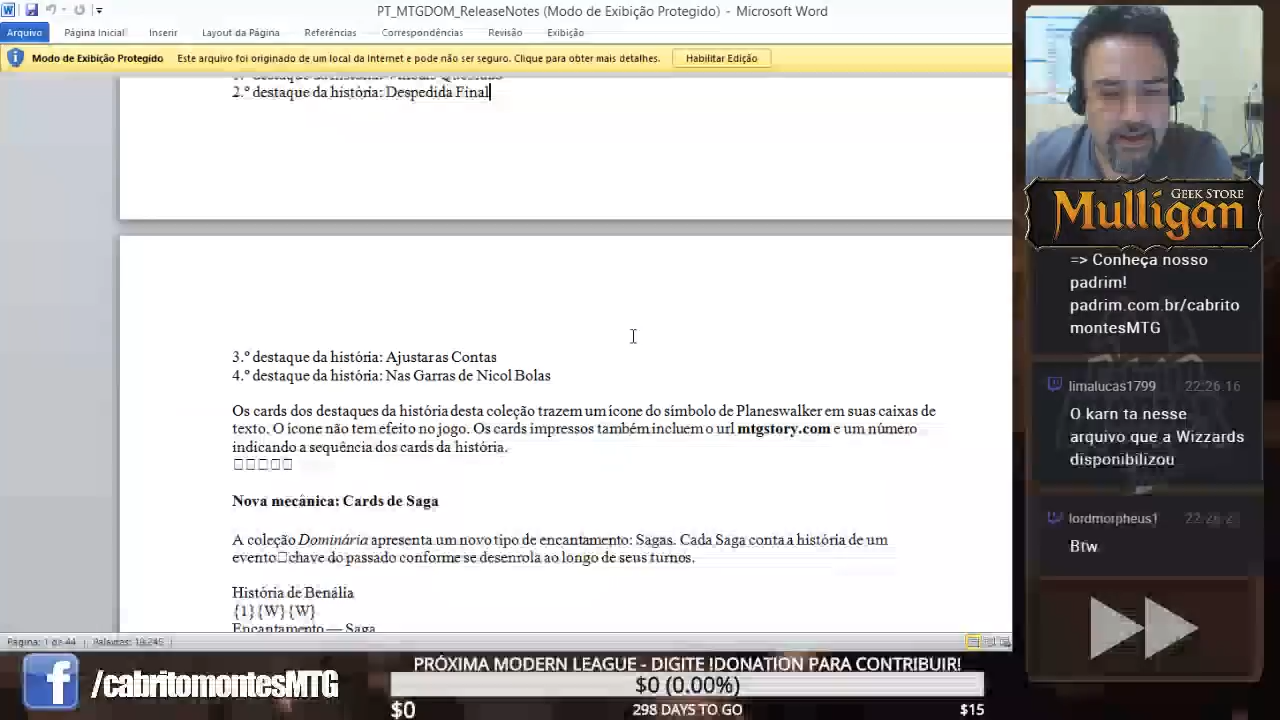 PT_MTGDOM_ReleaseNotes (Modo de Exibição Protegido) - Microsoft Word
Arquivo Página Inicial Inserir Layout da Página Referências Correspondências Revisão Exibição
Modo de Exibição Protegido Este arquivo foi originado de um local da Internet e pode não ser seguro. Clique para obter mais detalhes. Habilitar Edição
2.º destaque da história: Despedida Final
3.º destaque da história: Ajustar as Contas
4.º destaque da história: Nas Garras de Nicol Bolas
Os cards dos destaques da história desta coleção trazem um ícone do símbolo de Planeswalker em suas caixas de
texto. O ícone não tem efeito no jogo. Os cards impressos também incluem o url mtgstory.com e um número
indicando a sequência dos cards da história.
Nova mecânica: Cards de Saga
A coleção Dominária apresenta um novo tipo de encantamento: Sagas. Cada Saga conta a história de um
evento□chave do passado conforme se desenrola ao longo de seus turnos.
História de Benália
{1}{W}{W}
Encantamento — Saga
Página: 1 de 44 Palavras: 18.245
GEEK STORE
Mulligan
=> Conheça nosso
padrim!
padrim.com.br/cabrito
montesMTG
limalucas1799 22:26:16
O karn ta nesse
arquivo que a Wizzards
disponibilizou
lordmorpheus1
Btw
f /cabritomontesMTG
PRÓXIMA MODERN LEAGUE - DIGITE !DONATION PARA CONTRIBUIR!
$0 (0.00%)
$0 298 DAYS TO GO $15